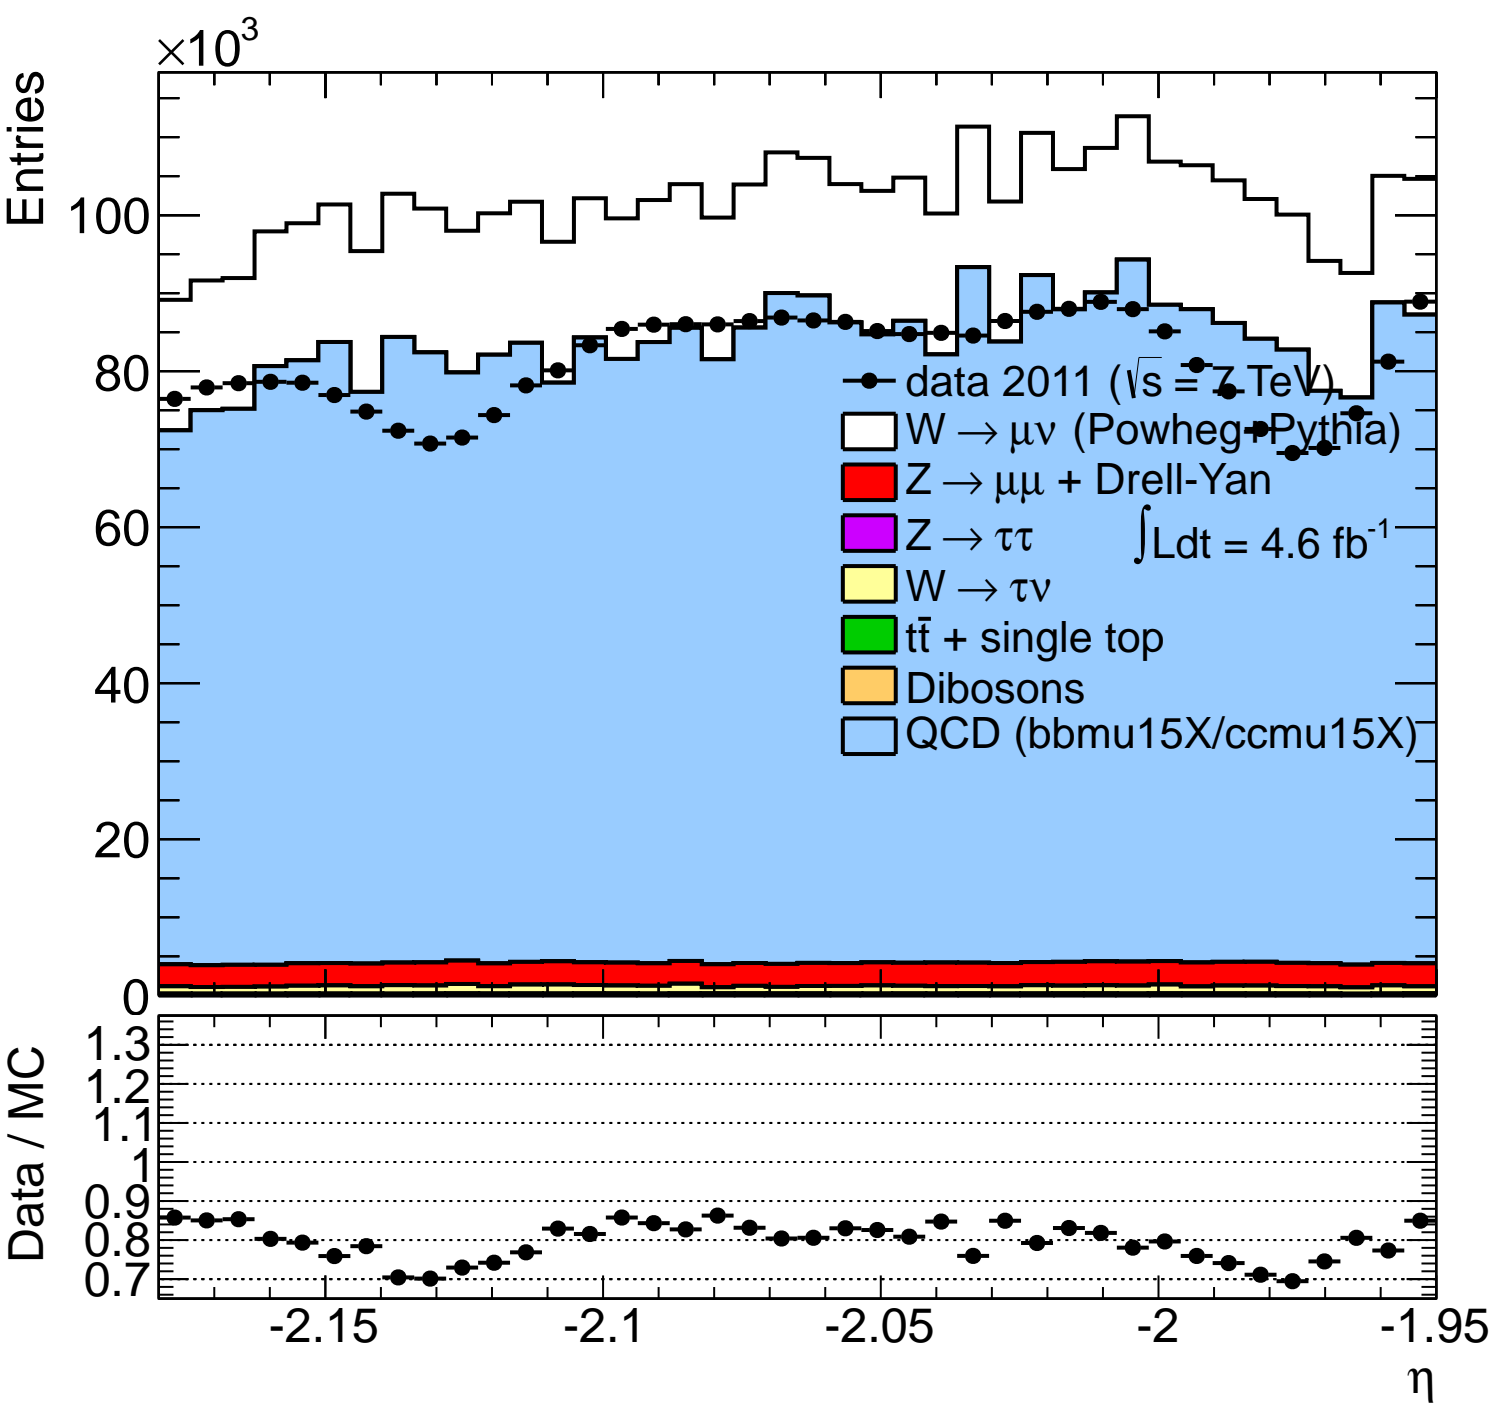 ×10³
Entries
100
80
60
40
20
0
data 2011 (√s = 7 TeV)
W → μν (Powheg+Pythia)
Z → μμ + Drell-Yan
Z → ττ
∫Ldt = 4.6 fb⁻¹
W → τν
tt̄ + single top
Dibosons
QCD (bbmu15X/ccmu15X)
Data / MC
1.3
1.2
1.1
1
0.9
0.8
0.7
-2.15 -2.1 -2.05 -2 -1.95
η